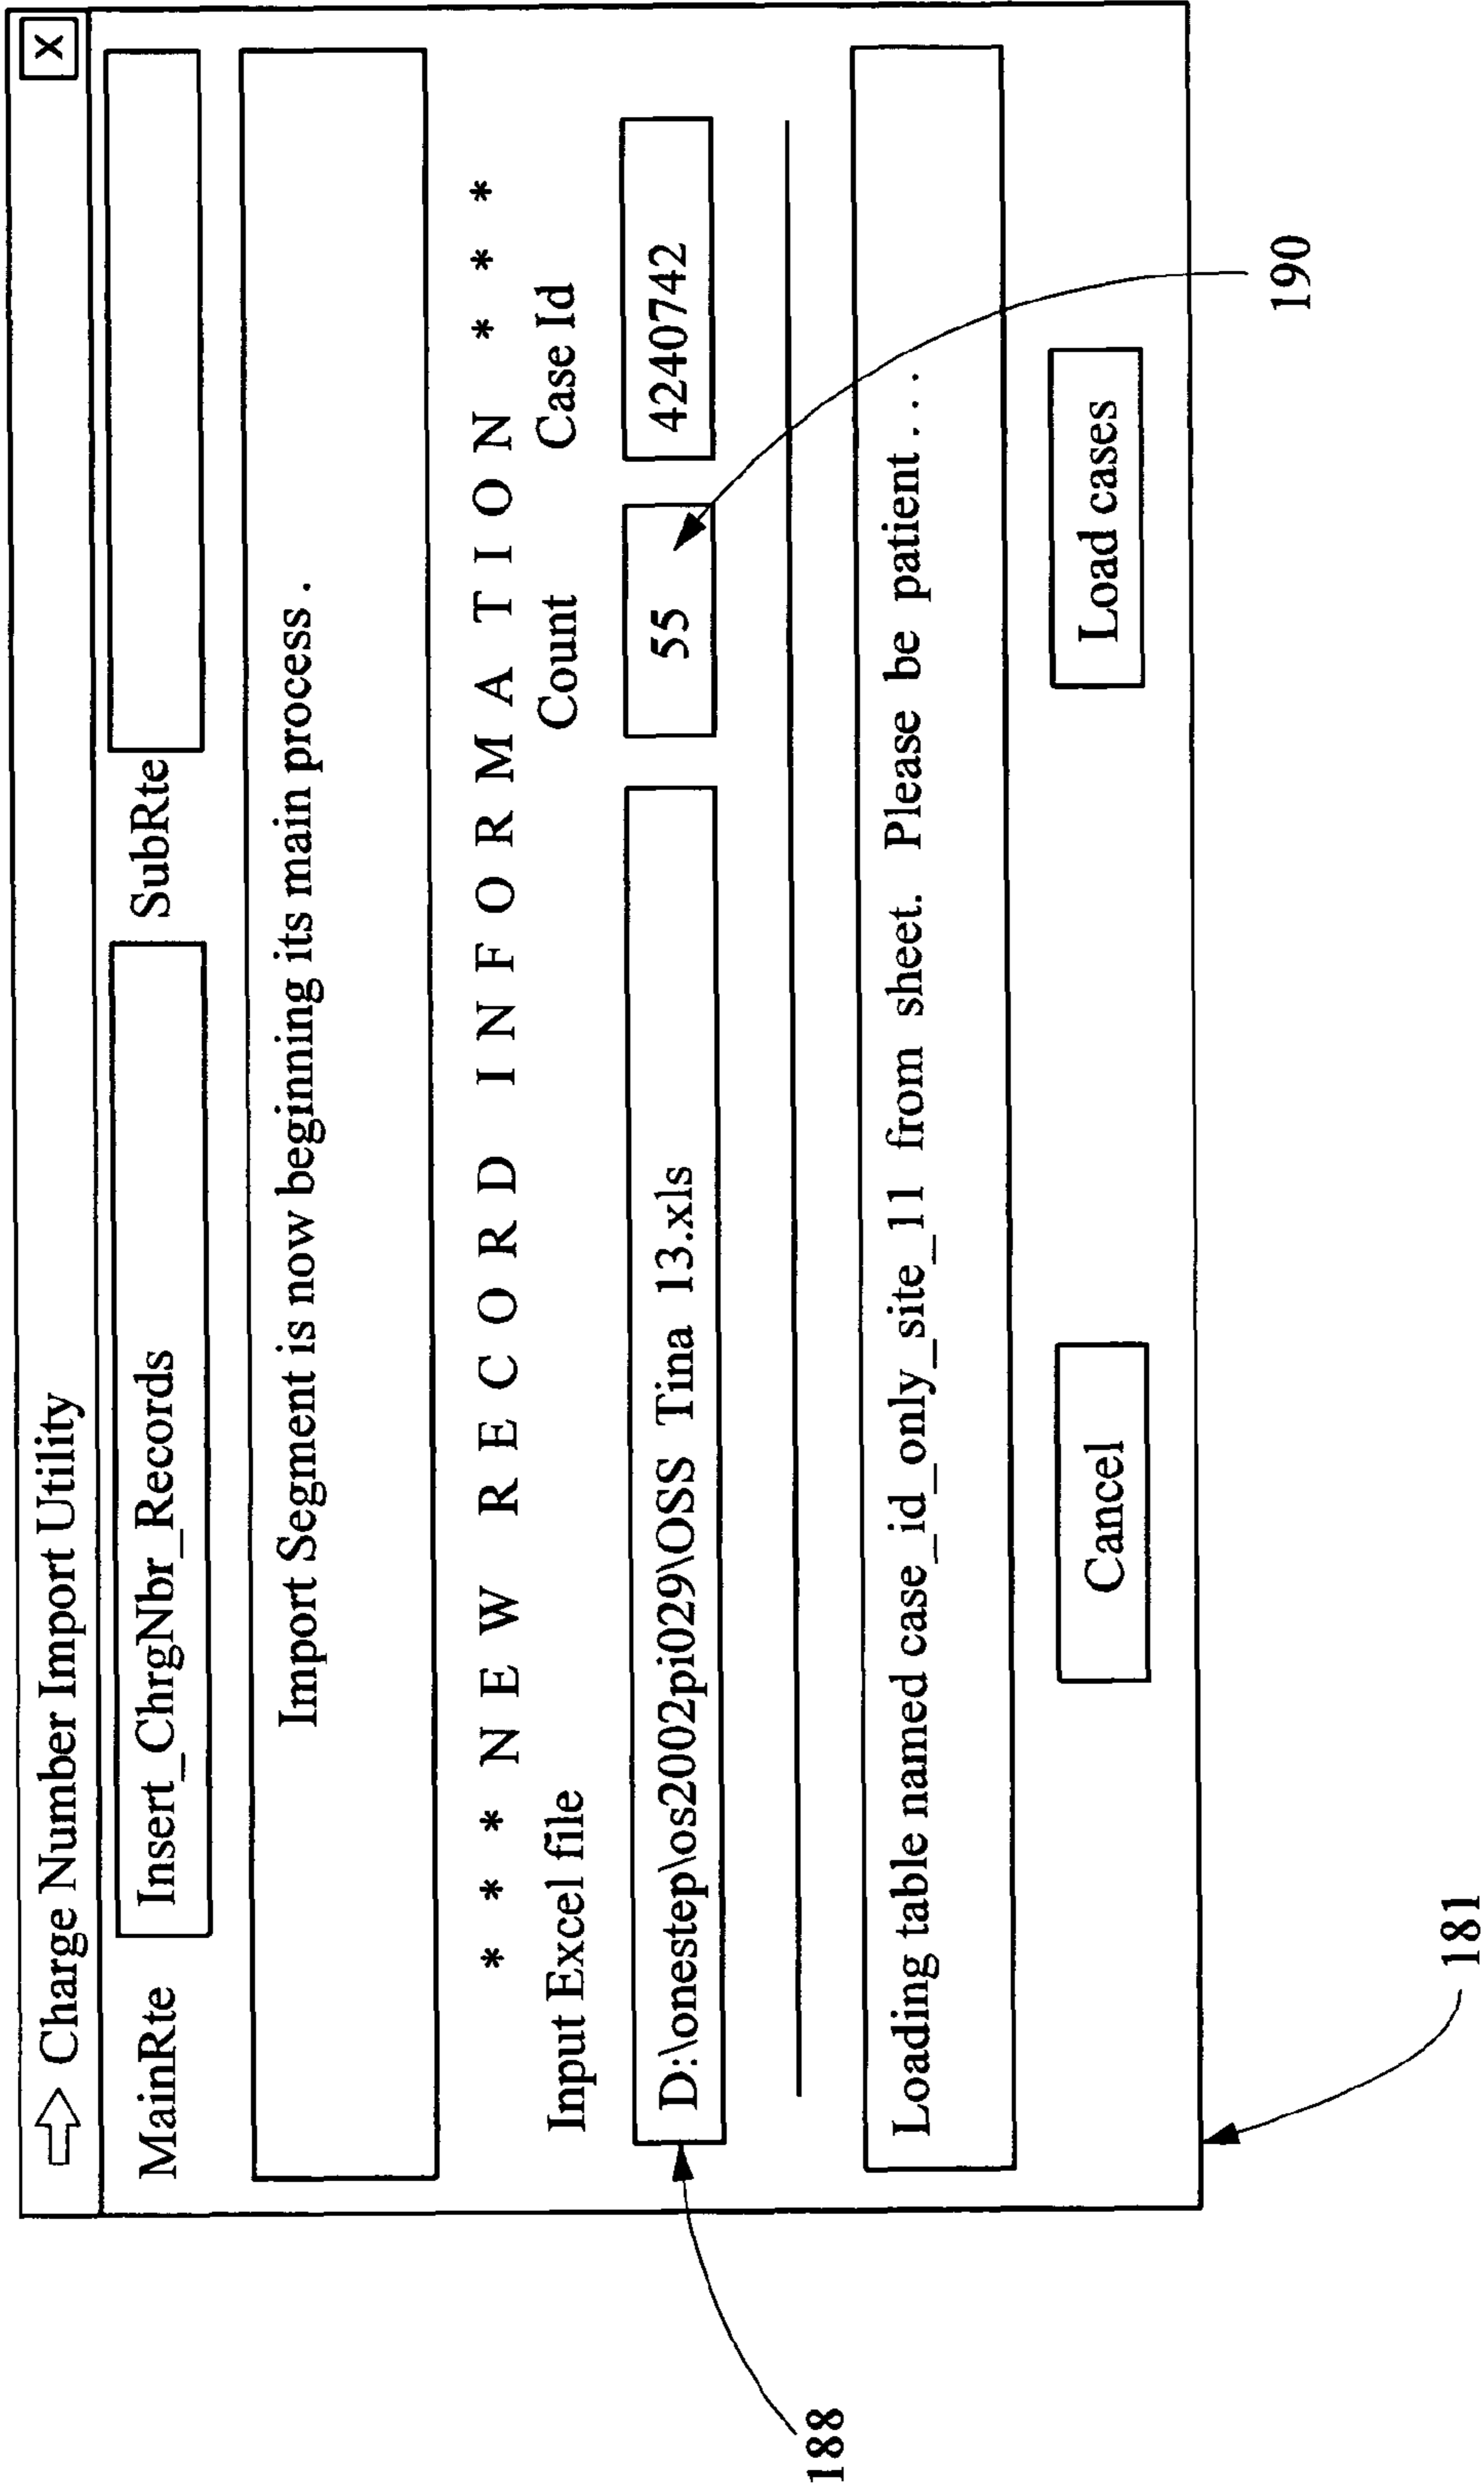 Charge Number Import Utility X
MainRte Insert_ChrgNbr_Records SubRte
Import Segment is now beginning its main process .
* * * N E W R E C O R D I N F O R M A T I O N * * *
Input Excel file Count Case Id
D:\onestep\os2002pi029\OSS Tina 13.xls 55 4240742
Loading table named case_id_only_site_11 from sheet. Please be patient . . . .
Cancel Load cases
188
190
181